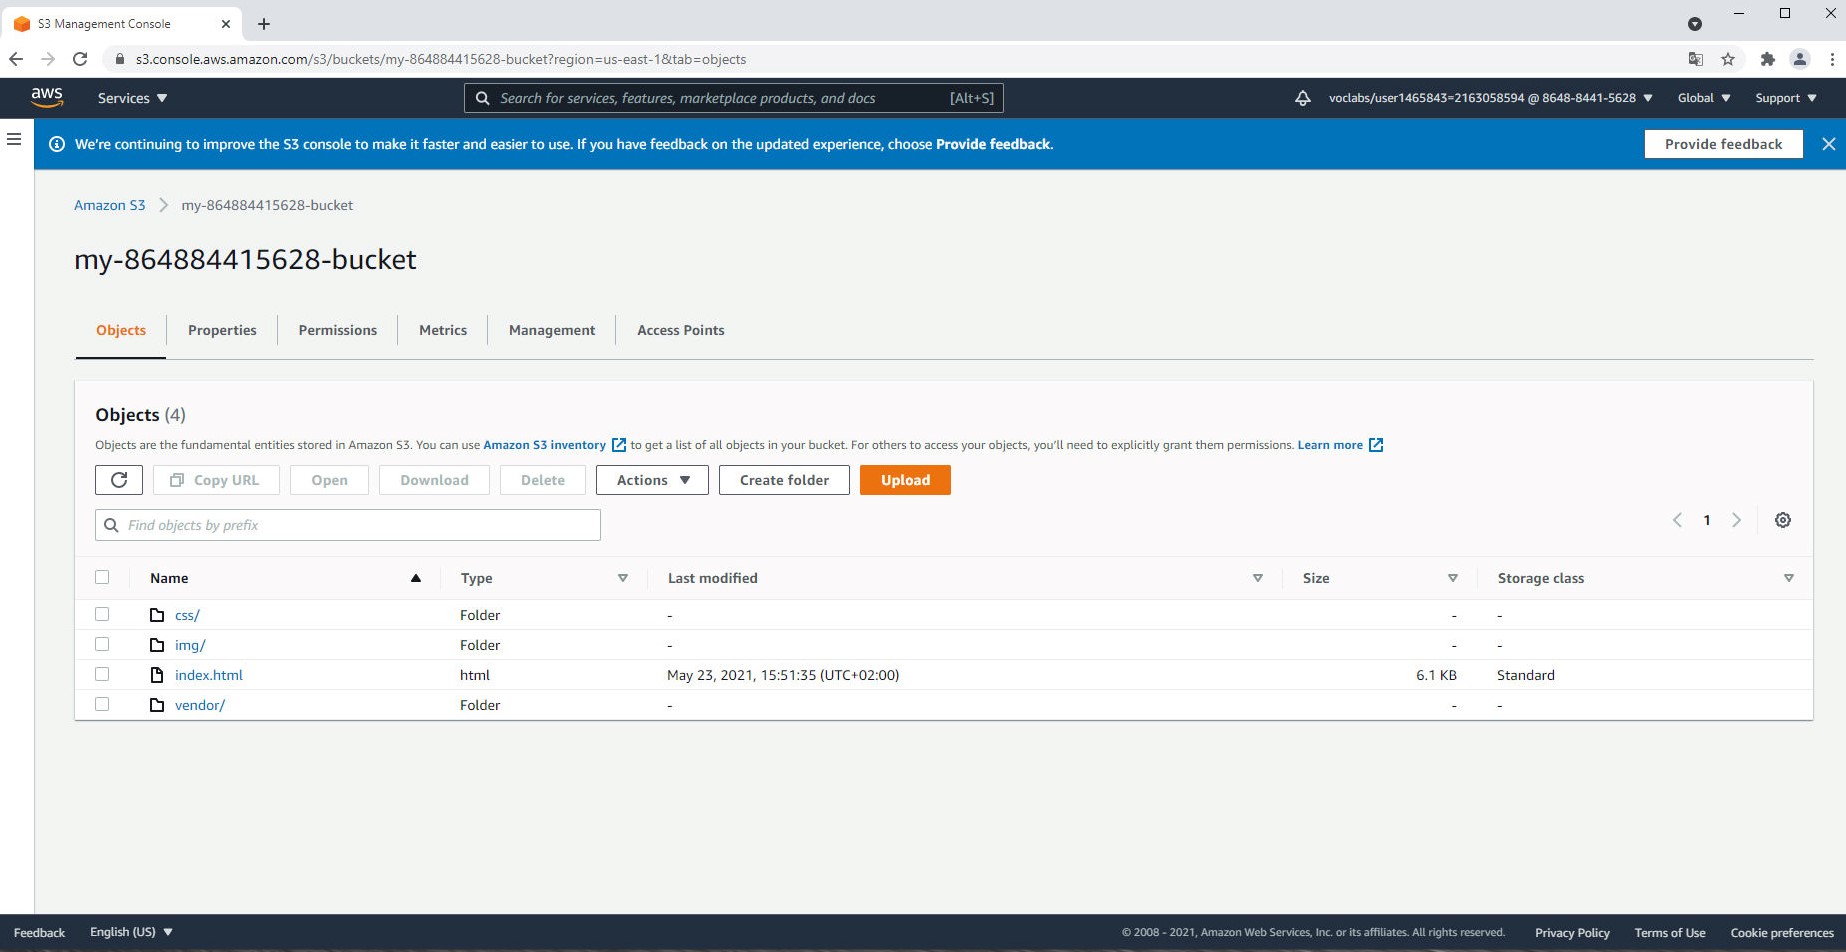 S3 Management Console
s3.console.aws.amazon.com/s3/buckets/my-864884415628-bucket?region=us-east-1&tab=objects
aws Services Search for services, features, marketplace products, and docs [Alt+S] voclabs/user1465843=2163058594 @ 8648-8441-5628 Global Support
We're continuing to improve the S3 console to make it faster and easier to use. If you have feedback on the updated experience, choose Provide feedback. Provide feedback
Amazon S3 my-864884415628-bucket
my-864884415628-bucket
Objects Properties Permissions Metrics Management Access Points
Objects (4)
Objects are the fundamental entities stored in Amazon S3. You can use Amazon S3 inventory to get a list of all objects in your bucket. For others to access your objects, you'll need to explicitly grant them permissions. Learn more
Copy URL Open Download Delete Actions Create folder Upload
Find objects by prefix 1
Name Type Last modified Size Storage class
css/ Folder - - -
img/ Folder - - -
index.html html May 23, 2021, 15:51:35 (UTC+02:00) 6.1 KB Standard
vendor/ Folder - - -
Feedback English (US) © 2008 - 2021, Amazon Web Services, Inc. or its affiliates. All rights reserved. Privacy Policy Terms of Use Cookie preferences